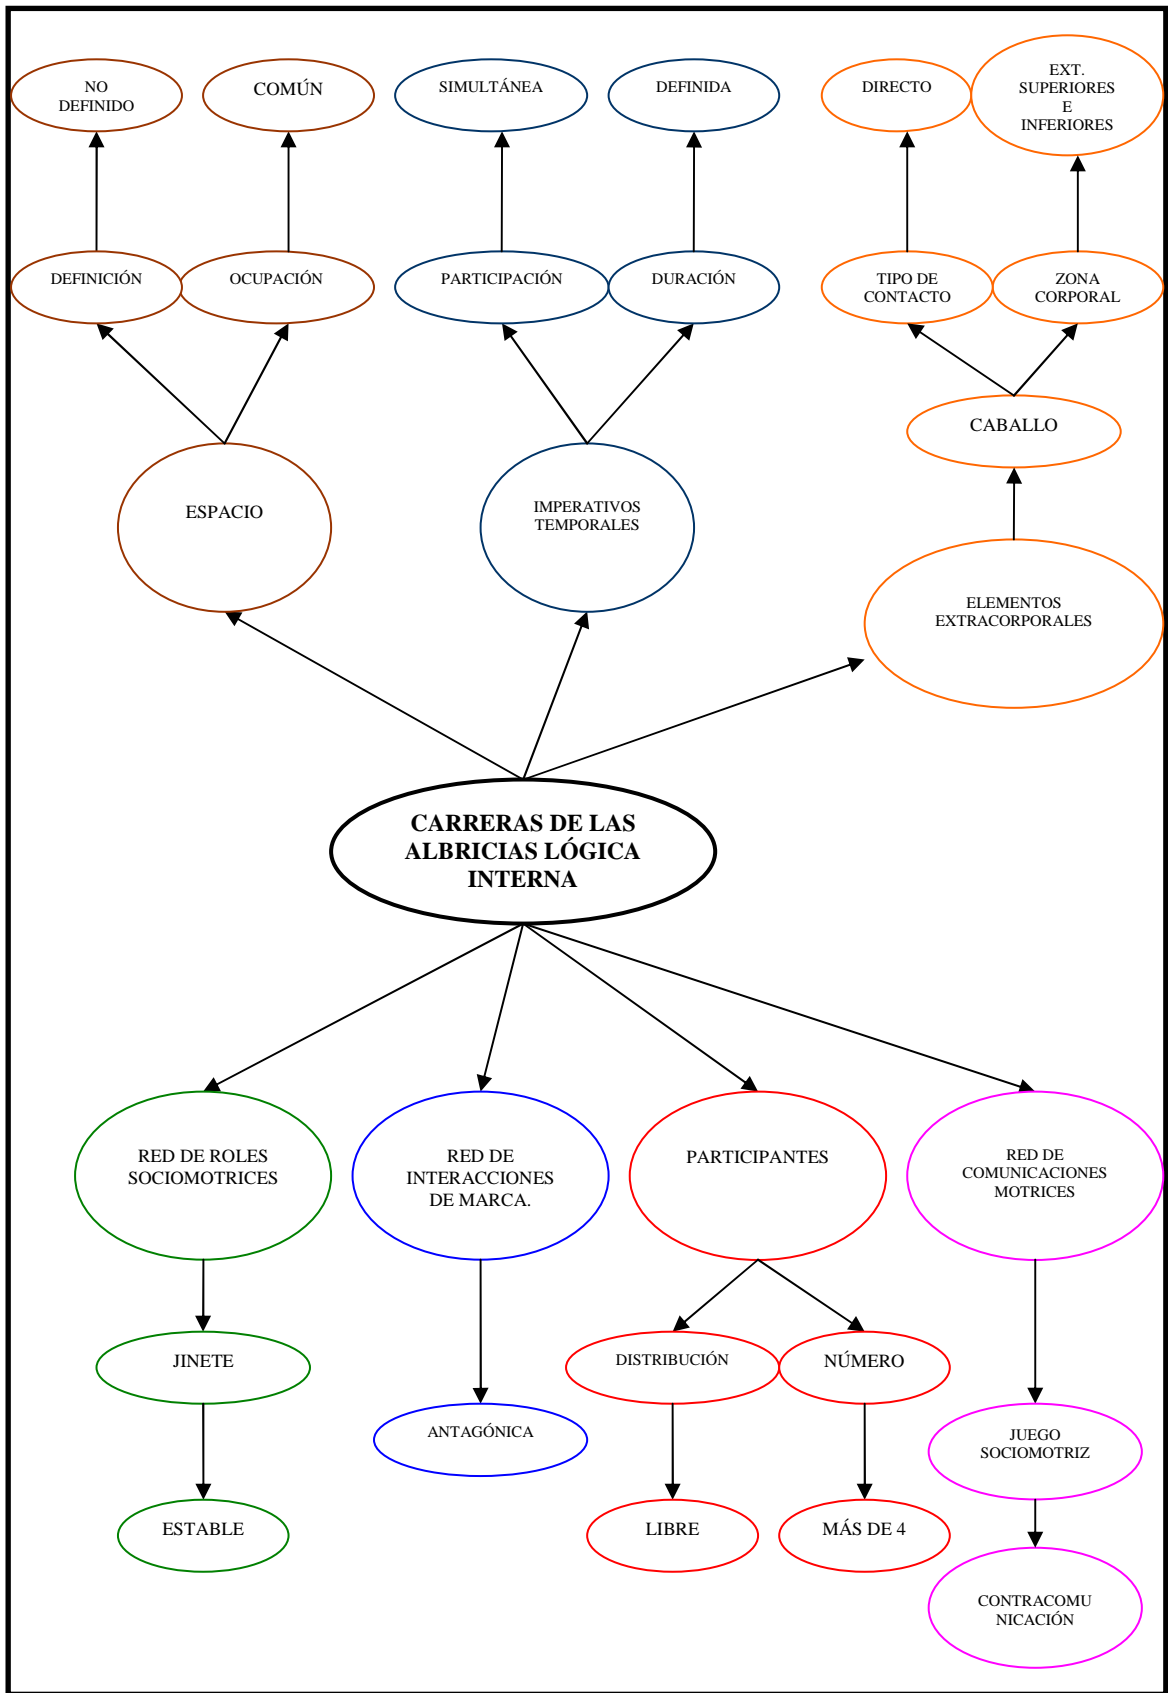 NO
DEFINIDO
COMÚN
SIMULTÁNEA
DEFINIDA
DIRECTO
EXT.
SUPERIORES
E
INFERIORES
DEFINICIÓN
OCUPACIÓN
PARTICIPACIÓN
DURACIÓN
TIPO DE
CONTACTO
ZONA
CORPORAL
CABALLO
ESPACIO
IMPERATIVOS
TEMPORALES
ELEMENTOS
EXTRACORPORALES
CARRERAS DE LAS
ALBRICIAS LÓGICA
INTERNA
RED DE ROLES
SOCIOMOTRICES
RED DE
INTERACCIONES
DE MARCA.
PARTICIPANTES
RED DE
COMUNICACIONES
MOTRICES
JINETE
DISTRIBUCIÓN
NÚMERO
ANTAGÓNICA
JUEGO
SOCIOMOTRIZ
ESTABLE
LIBRE
MÁS DE 4
CONTRACOMU
NICACIÓN